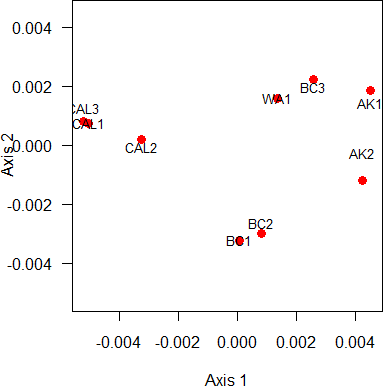 0.004
0.002
BC3
WA1
AK1
CAL3
CAL1
0.000
CAL2
AK2
Axis 2
-0.002
BC2
BC1
-0.004
-0.004 -0.002 0.000 0.002 0.004
Axis 1